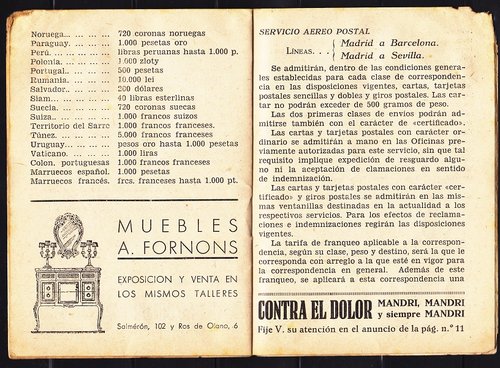 Noruega... ... ... ... 720 coronas noruegas
Paraguay. ... ... ... 1.000 pesetas oro
Perú. ... ... ... ... libras peruanas hasta 1.000 p.
Polonia. ... ... ... 1.000 zloty
Portugal.. ... ... ... 500 pesetas
Rumania. ... ... ... 10.000 lei
Salvador.. ... ... ... 200 dólares
Siam... ... ... ... ... 40 libras esterlinas
Suecia. ... ... ... ... 720 coronas suecas
Suiza.. ... ... ... ... 1.000 francos suizos
Territorio del Sarre 1.000 francos franceses.
Túnez.. ... ... ... ... 5.000 francos franceses
Uruguay... ... ... ... pesos oro hasta 1.000 pesetas
Vaticano. ... ... ... 1.000 liras
Colon. portuguesas 1.000 francos franceses
Marruecos español. 1.000 pesetas
Marruecos francés. frcs. franceses hasta 1.000 pt.
MUEBLES
A. FORNONS
EXPOSICION Y VENTA EN
LOS MISMOS TALLERES
Salmerón, 102 y Ros de Olano, 6
SERVICIO AEREO POSTAL
LÍNEAS. . . { Madrid a Barcelona.
Madrid a Sevilla.
Se admitirán, dentro de las condiciones genera-
les establecidas para cada clase de corresponden-
cia en las disposiciones vigentes, cartas, tarjetas
postales sencillas y dobles y giros postales. Las car-
tar no podrán exceder de 500 gramos de peso.
Las dos primeras clases de envíos podrán ad-
mitirse también con el carácter de «certificado».
Las cartas y tarjetas postales con carácter or-
dinario se admitirán a mano en las Oficinas pre-
viamente autorizadas para este servicio, sin que tal
requisito implique expedición de resguardo algu-
no ni la aceptación de clamaciones en sentido
de indemnización.
Las cartas y tarjetas postales con carácter «cer-
tificado» y giros postales se admitirán en las mis-
mas ventanillas destinadas en la actualidad a los
respectivos servicios. Para los efectos de reclama-
ciones e indemnizaciones regirán las disposiciones
vigentes.
La tarifa de franqueo aplicable a la correspon-
dencia, según su clase, peso y destino, será la que le
corresponda con arreglo a la que esté en vigor para
la correspondencia en general. Además de este
franqueo, se aplicará a esta correspondencia una
CONTRA EL DOLOR MANDRI, MANDRI
y siempre MANDRI
Fije V. su atención en el anuncio de la pág. n.º 11